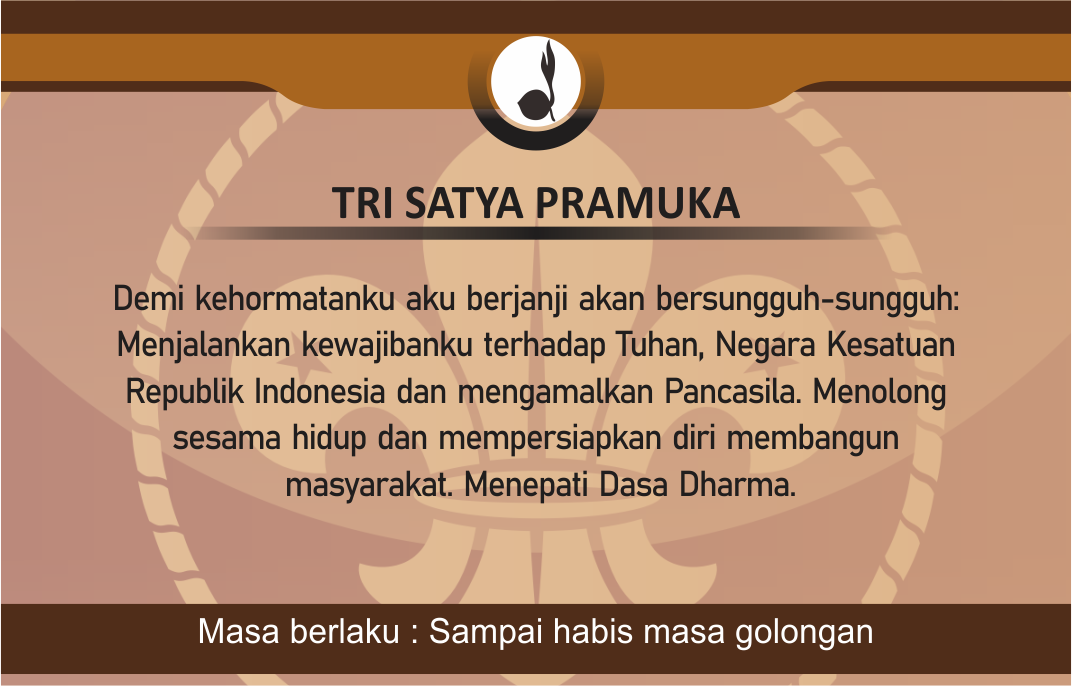 TRI SATYA PRAMUKA
Demi kehormatanku aku berjanji akan bersungguh-sungguh:
Menjalankan kewajibanku terhadap Tuhan, Negara Kesatuan
Republik Indonesia dan mengamalkan Pancasila. Menolong
sesama hidup dan mempersiapkan diri membangun
masyarakat. Menepati Dasa Dharma.
Masa berlaku : Sampai habis masa golongan